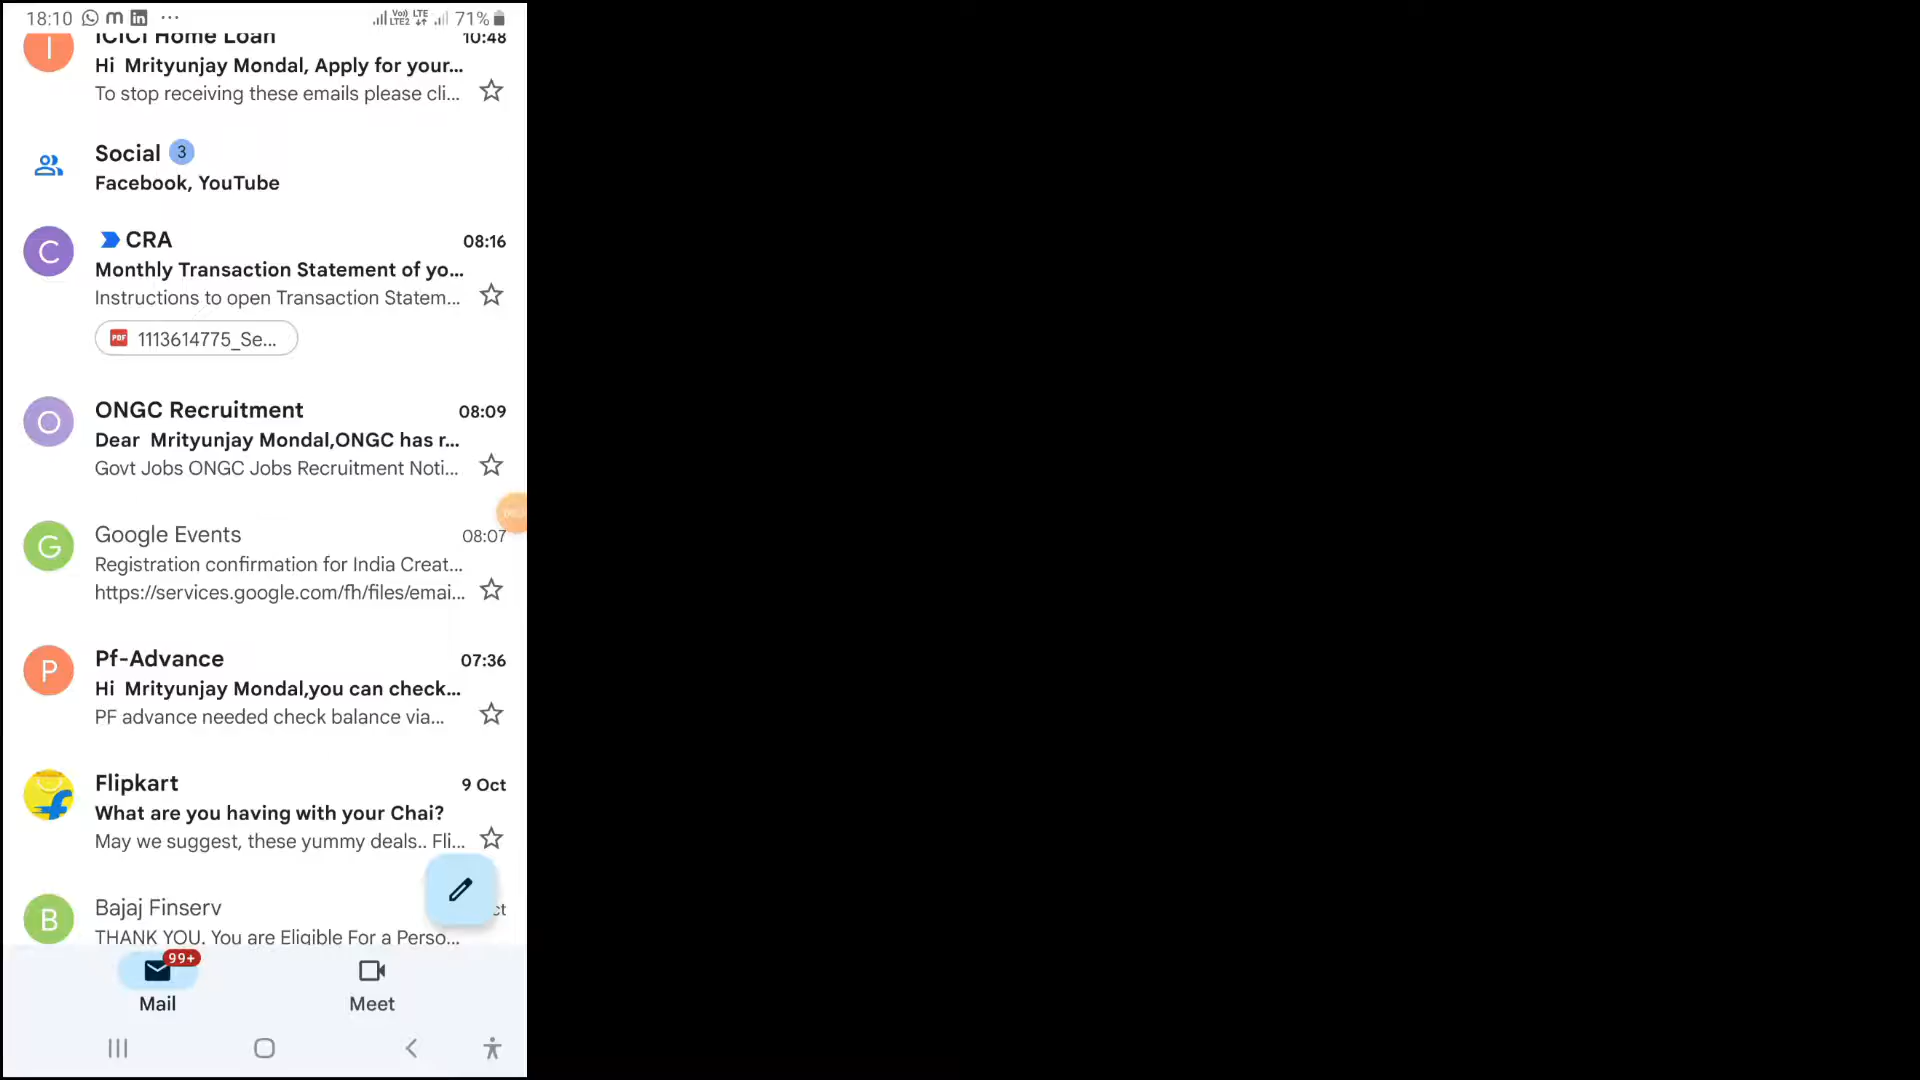 18:10 m in ... Vo) LTE LTE2 71%
ICICI Home Loan 10:48
Hi Mrityunjay Mondal, Apply for your...
To stop receiving these emails please cli...
Social 3
Facebook, YouTube
C CRA 08:16
Monthly Transaction Statement of yo...
Instructions to open Transaction Statem...
PDF 1113614775_Se...
O ONGC Recruitment 08:09
Dear Mrityunjay Mondal,ONGC has r...
Govt Jobs ONGC Jobs Recruitment Noti...
G Google Events 08:07
Registration confirmation for India Creat...
https://services.google.com/fh/files/emai...
P Pf-Advance 07:36
Hi Mrityunjay Mondal,you can check...
PF advance needed check balance via...
Flipkart 9 Oct
What are you having with your Chai?
May we suggest, these yummy deals.. Fli...
B Bajaj Finserv
THANK YOU. You are Eligible For a Perso...
99+
Mail Meet